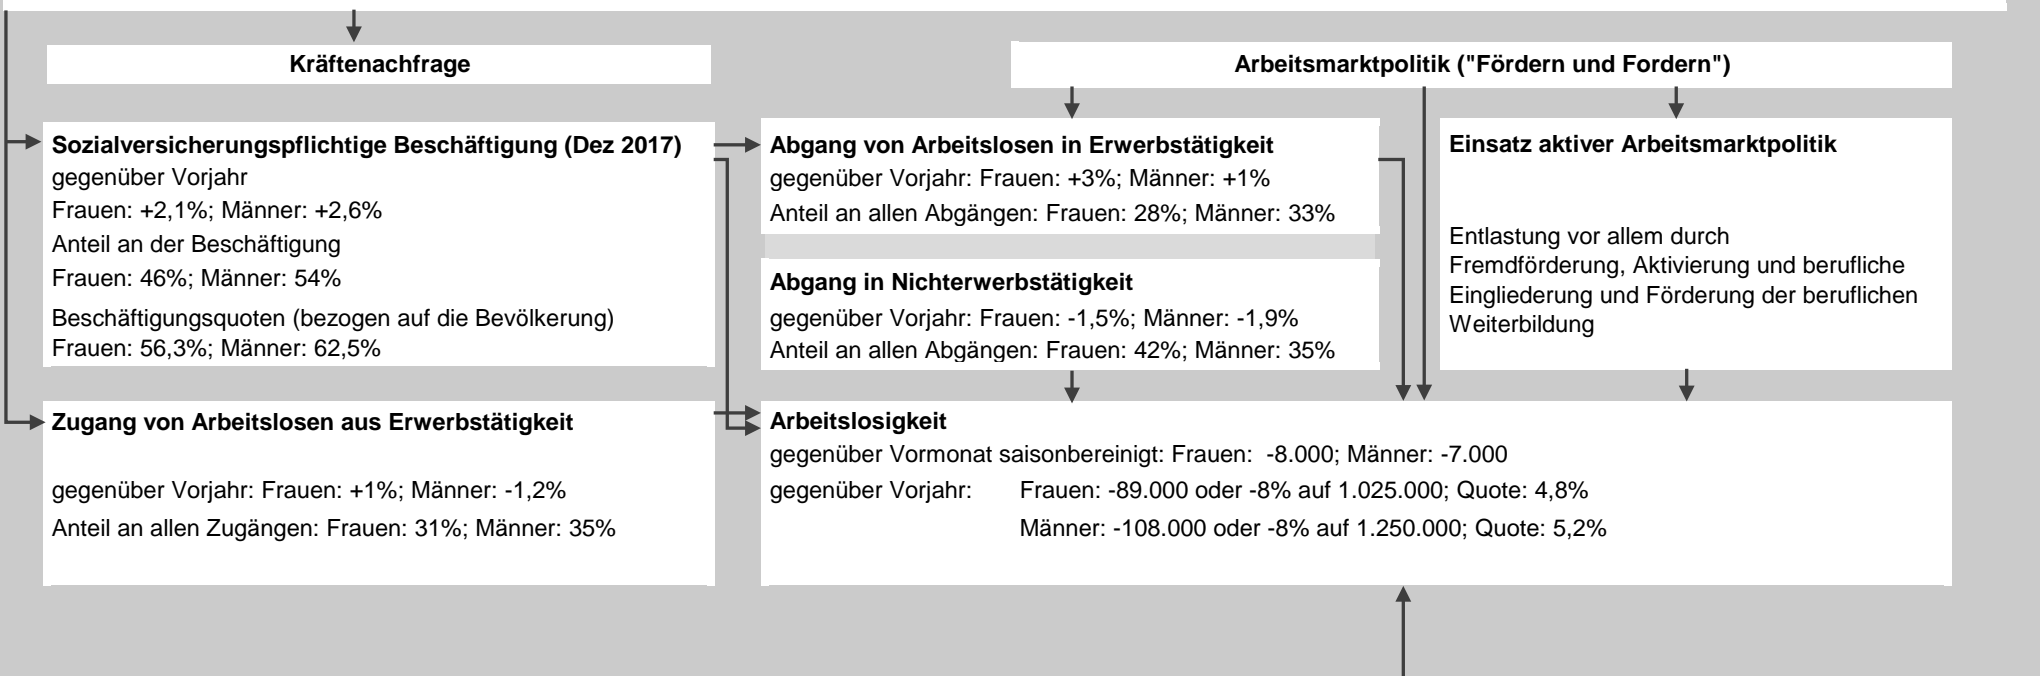 Kräftenachfrage
Arbeitsmarktpolitik ("Fördern und Fordern")
Sozialversicherungspflichtige Beschäftigung (Dez 2017)
gegenüber Vorjahr
Frauen: +2,1%; Männer: +2,6%
Anteil an der Beschäftigung
Frauen: 46%; Männer: 54%
Beschäftigungsquoten (bezogen auf die Bevölkerung)
Frauen: 56,3%; Männer: 62,5%
Abgang von Arbeitslosen in Erwerbstätigkeit
gegenüber Vorjahr: Frauen: +3%; Männer: +1%
Anteil an allen Abgängen: Frauen: 28%; Männer: 33%
Abgang in Nichterwerbstätigkeit
gegenüber Vorjahr: Frauen: -1,5%; Männer: -1,9%
Anteil an allen Abgängen: Frauen: 42%; Männer: 35%
Einsatz aktiver Arbeitsmarktpolitik
Entlastung vor allem durch
Fremdförderung, Aktivierung und berufliche
Eingliederung und Förderung der beruflichen
Weiterbildung
Zugang von Arbeitslosen aus Erwerbstätigkeit
gegenüber Vorjahr: Frauen: +1%; Männer: -1,2%
Anteil an allen Zugängen: Frauen: 31%; Männer: 35%
Arbeitslosigkeit
gegenüber Vormonat saisonbereinigt: Frauen: -8.000; Männer: -7.000
gegenüber Vorjahr: Frauen: -89.000 oder -8% auf 1.025.000; Quote: 4,8%
Männer: -108.000 oder -8% auf 1.250.000; Quote: 5,2%